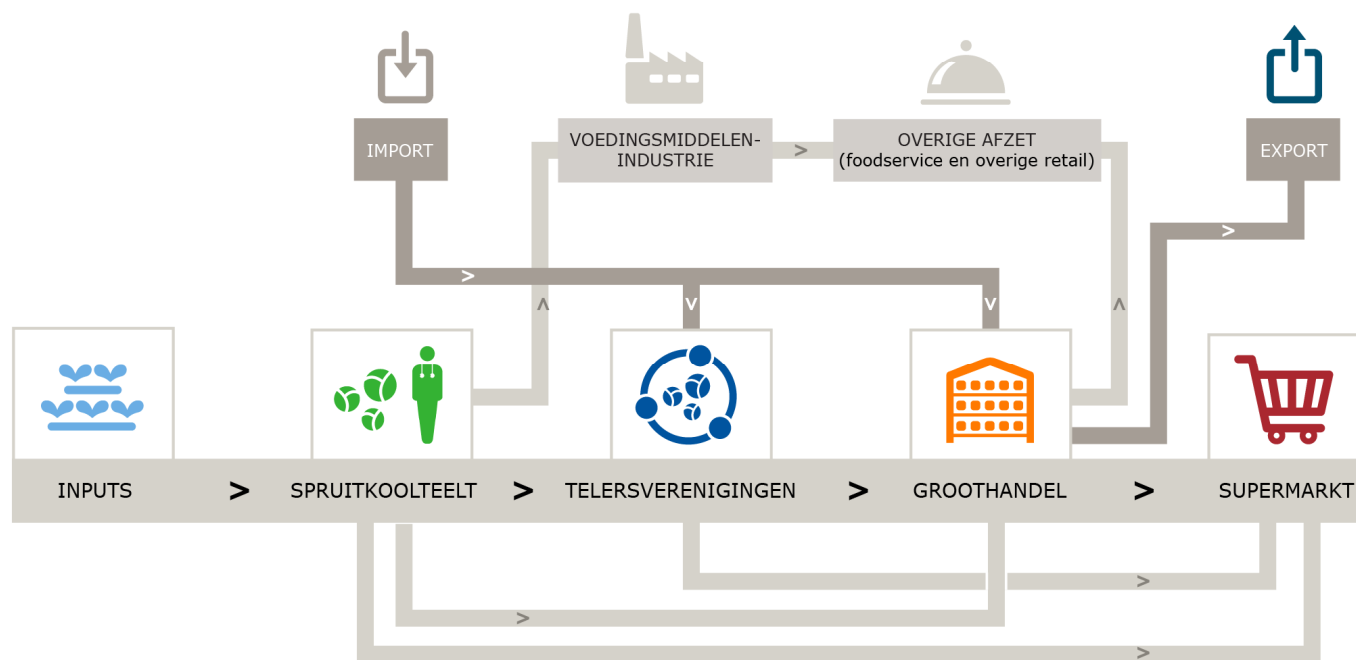 IMPORT
VOEDINGSMIDDELEN-
INDUSTRIE
>
OVERIGE AFZET
(foodservice en overige retail)
EXPORT
>
>
>
>
>
>
>
INPUTS
>
SPRUITKOOLTEELT
>
TELERSVERENIGINGEN
>
GROOTHANDEL
>
SUPERMARKT
>
>
>